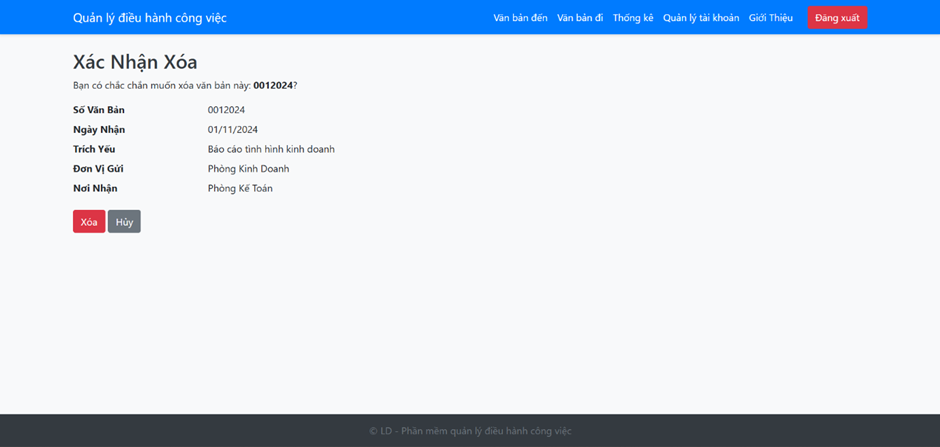 Quản lý điều hành công việc Văn bản đến Văn bản đi Thống kê Quản lý tài khoản Giới Thiệu Đăng xuất
Xác Nhận Xóa
Bạn có chắc chắn muốn xóa văn bản này: 0012024?
Số Văn Bản 0012024
Ngày Nhận 01/11/2024
Trích Yếu Báo cáo tình hình kinh doanh
Đơn Vị Gửi Phòng Kinh Doanh
Nơi Nhận Phòng Kế Toán
Xóa Hủy
© LD - Phần mềm quản lý điều hành công việc